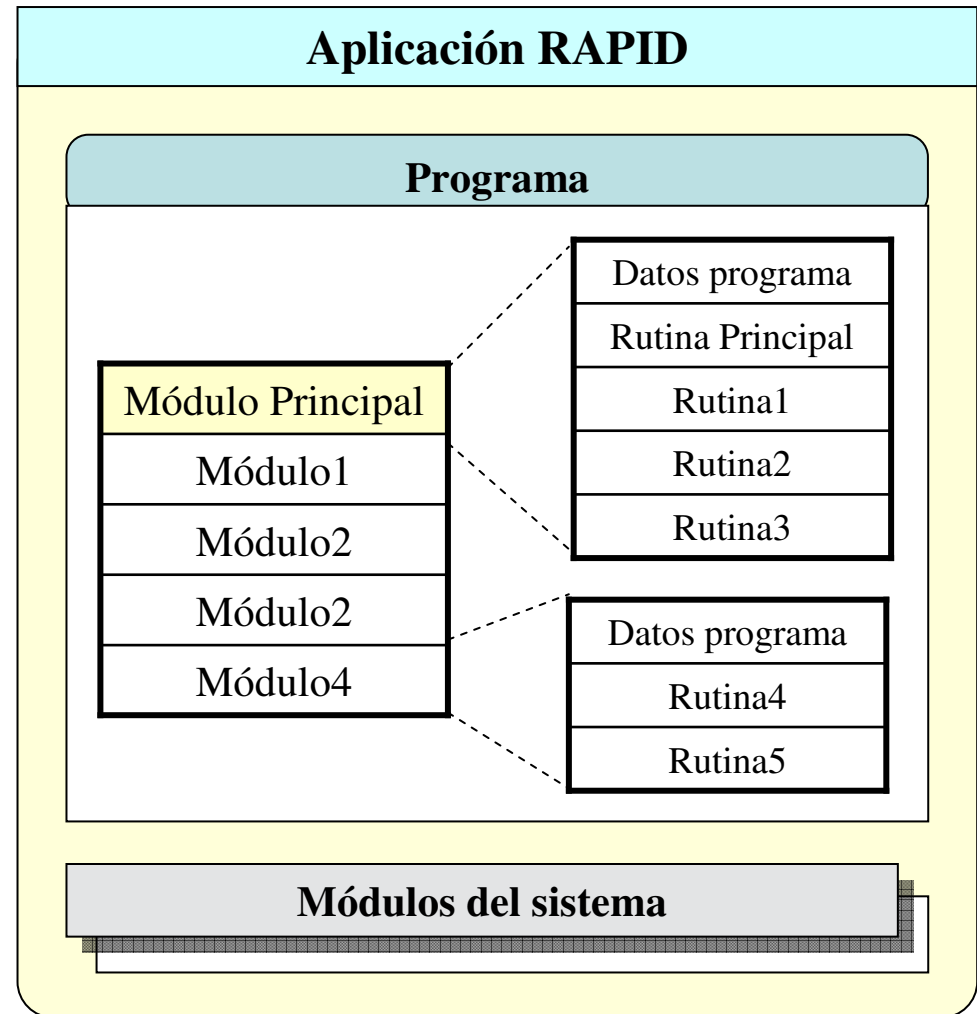 Aplicación RAPID
Programa
Módulo Principal
Módulo1
Módulo2
Módulo2
Módulo4
Datos programa
Rutina Principal
Rutina1
Rutina2
Rutina3
Datos programa
Rutina4
Rutina5
Módulos del sistema